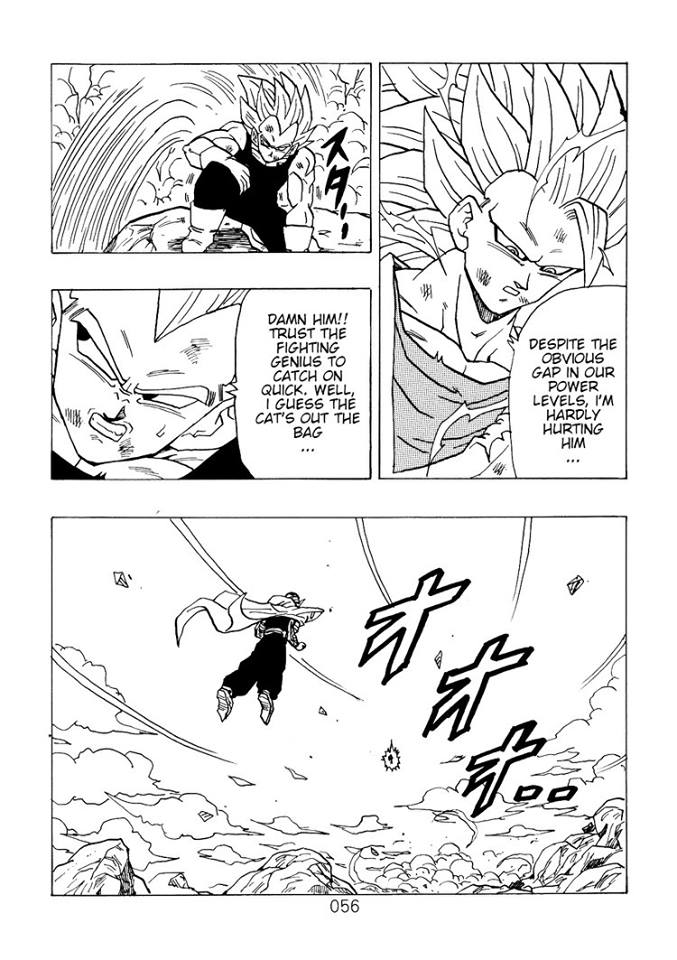 DESPITE THE
OBVIOUS
GAP IN OUR
POWER
LEVELS, I'M
HARDLY
HURTING
HIM
...
スター
DAMN HIM!!
TRUST THE
FIGHTING
GENIUS TO
CATCH ON
QUICK. WELL,
I GUESS THE
CAT'S OUT THE
BAG
...
オオオ..
056